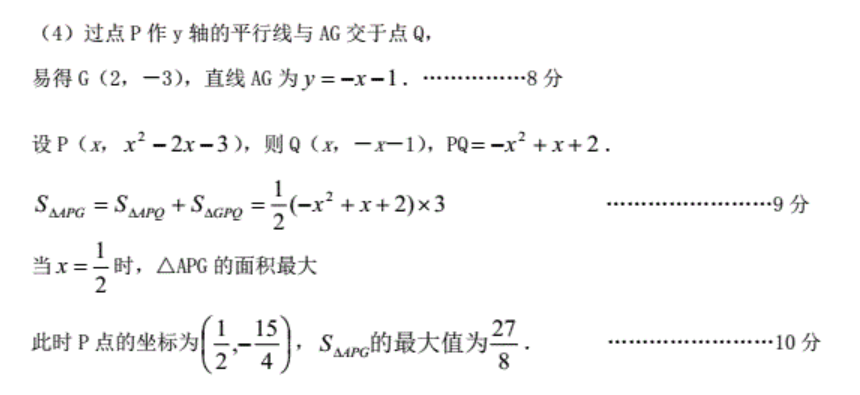 （4）过点 P 作 y 轴的平行线与 AG 交于点 Q，
易得 G（2，－3），直线 AG 为 y = −x − 1．……………8 分
设 P（x，x² − 2x − 3），则 Q（x，－x－1），PQ= −x² + x + 2．
S△APG = S△APQ + S△GPQ = 1/2 (−x² + x + 2) × 3 ……………………9 分
当 x = 1/2 时，△APG 的面积最大
此时 P 点的坐标为 (1/2, −15/4)，S△APG 的最大值为 27/8． ……………………10 分